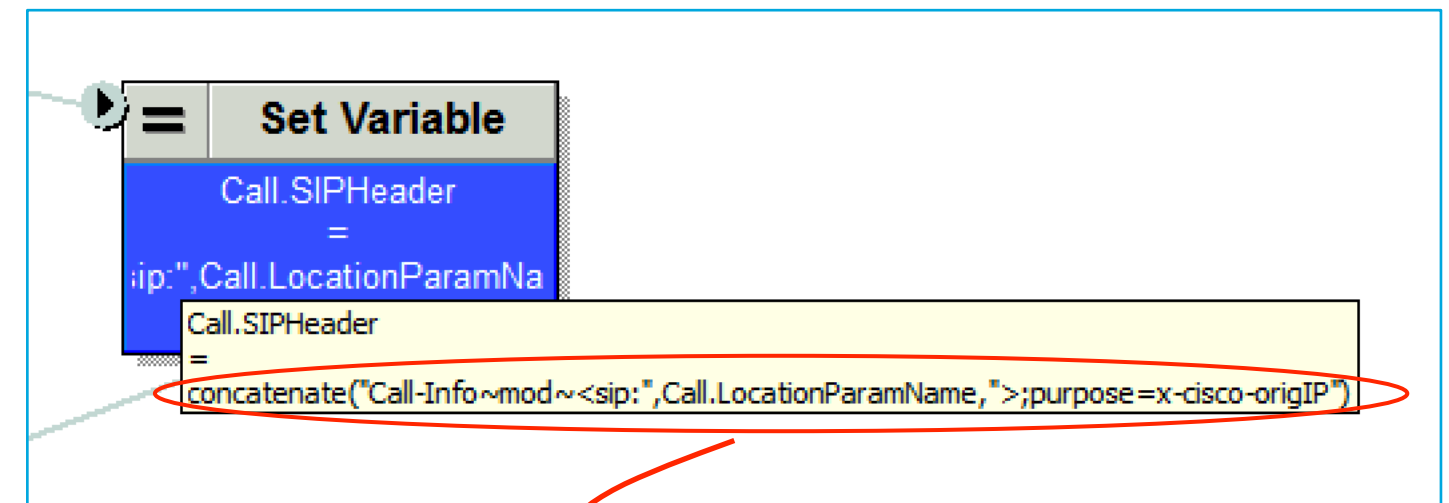 = Set Variable
Call.SIPHeader
=
sip:",Call.LocationParamNa
Call.SIPHeader
=
concatenate("Call-Info~mod~<sip:",Call.LocationParamName,">;purpose=x-cisco-origIP")